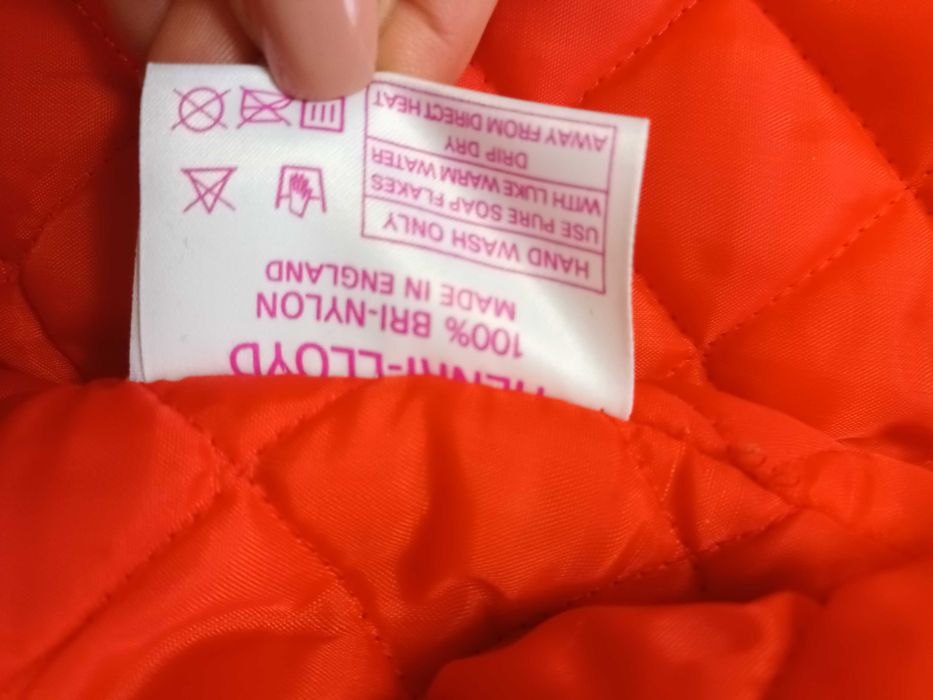 HENRI-LLOYD
100% BRI-NYLON
MADE IN ENGLAND
HAND WASH ONLY
USE PURE SOAP FLAKES
WITH LUKE WARM WATER
DRIP DRY
AWAY FROM DIRECT HEAT